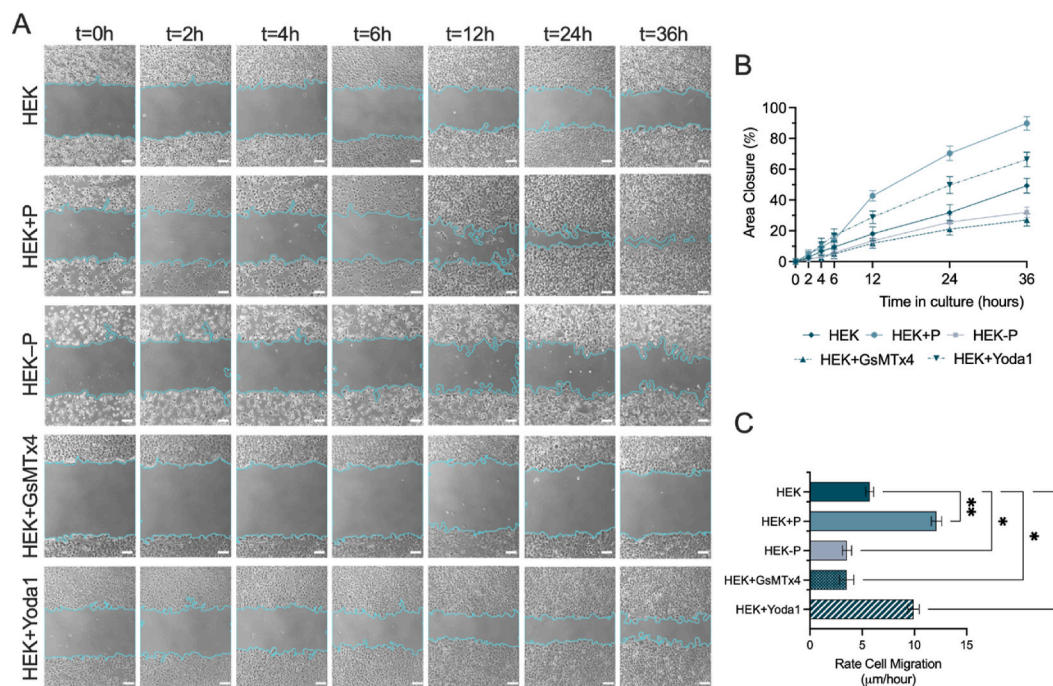 A
t=0h t=2h t=4h t=6h t=12h t=24h t=36h
HEK
HEK+P
HEK–P
HEK+GsMTx4
HEK+Yoda1
B
Area Closure (%)
100
80
60
40
20
0
0 2 4 6 12 24 36
Time in culture (hours)
HEK HEK+P HEK-P
HEK+GsMTx4 HEK+Yoda1
C
HEK
HEK+P
HEK-P
HEK+GsMTx4
HEK+Yoda1
** * *
0 5 10 15
Rate Cell Migration
(μm/hour)